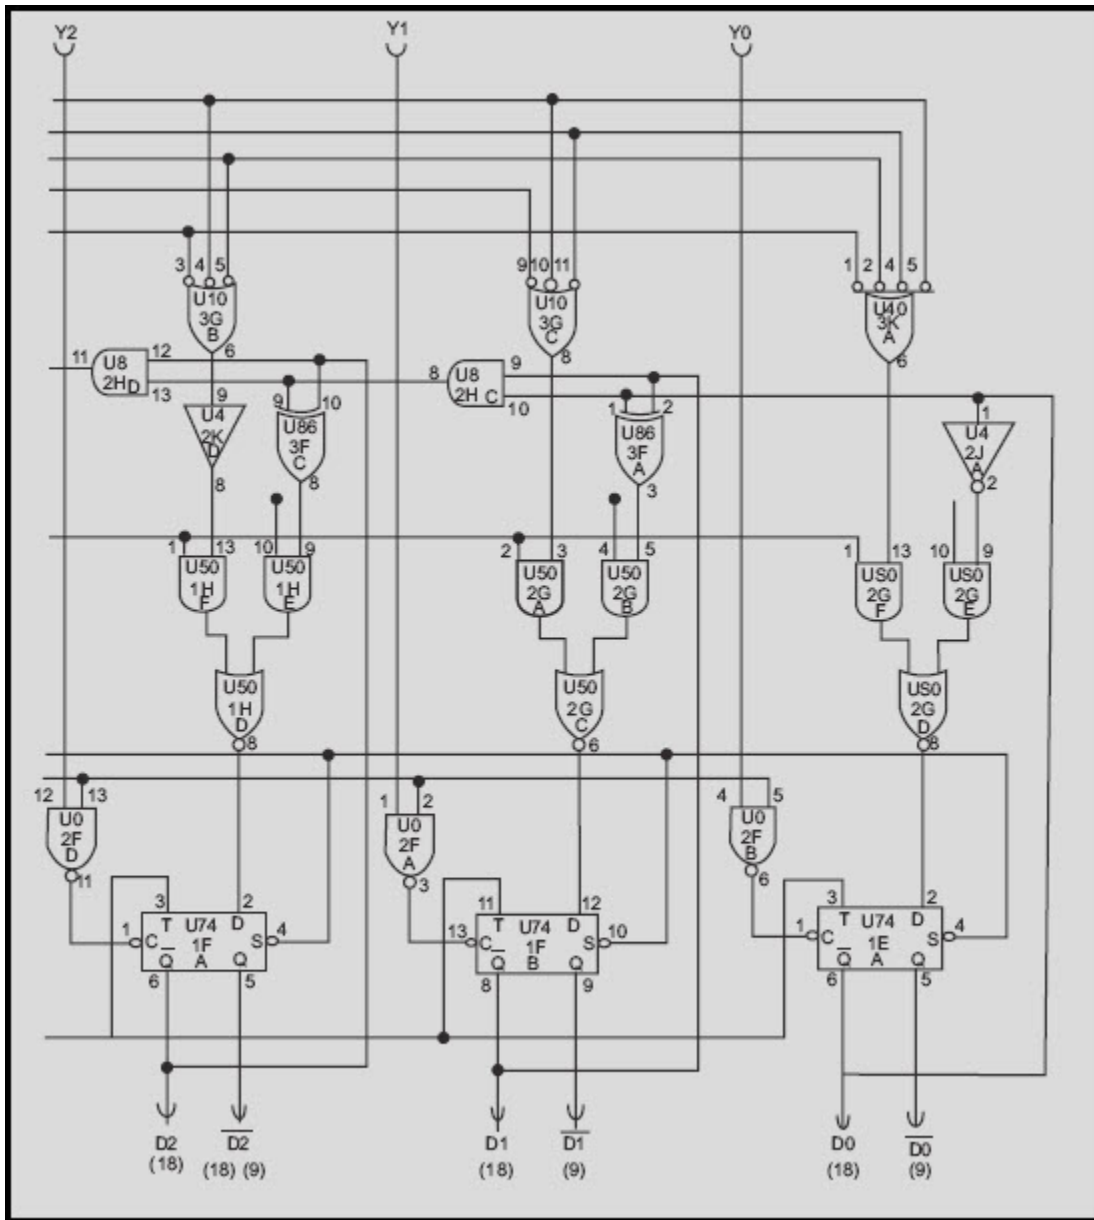 Y2 Y1 Y0
3 4 5 9 10 11 1 2 4 5
U10 3G B 6
U10 3G C 8
U40 3K A 6
11 U8 2H D 12 13
8 U8 2H C 9 10
9 U4 2K D 8
9 10 U86 3F C 8
1 2 U86 3F A 3
1 U4 2J A 2
1 13 U50 1H F
10 9 U50 1H E
2 3 U50 2G A
4 5 U50 2G B
1 13 US0 2G F
10 9 US0 2G E
U50 1H D 8
U50 2G C 6
US0 2G D 8
12 13 U0 2F D 11
1 2 U0 2F A 3
4 5 U0 2F B 6
3 2 1 T U74 D 4 C 1F S Q A Q 6 5
11 12 13 T U74 D 10 C 1F S Q B Q 8 9
3 2 1 T U74 D 4 C 1E S Q A Q 6 5
D2 D2 D1 D1 D0 D0
(18) (18) (9) (18) (9) (18) (9)